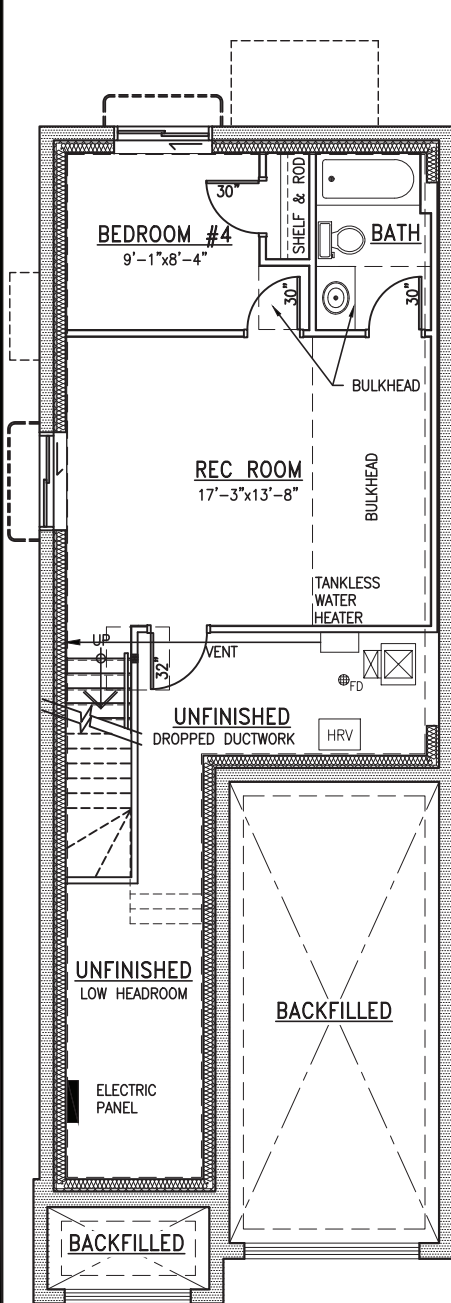 30"
SHELF & ROD
BEDROOM #4
9'-1"x8'-4"
BATH
30"
30"
BULKHEAD
REC ROOM
17'-3"x13'-8"
BULKHEAD
TANKLESS
WATER
HEATER
UP
32"
VENT
FD
UNFINISHED
DROPPED DUCTWORK
HRV
UNFINISHED
LOW HEADROOM
BACKFILLED
ELECTRIC
PANEL
BACKFILLED